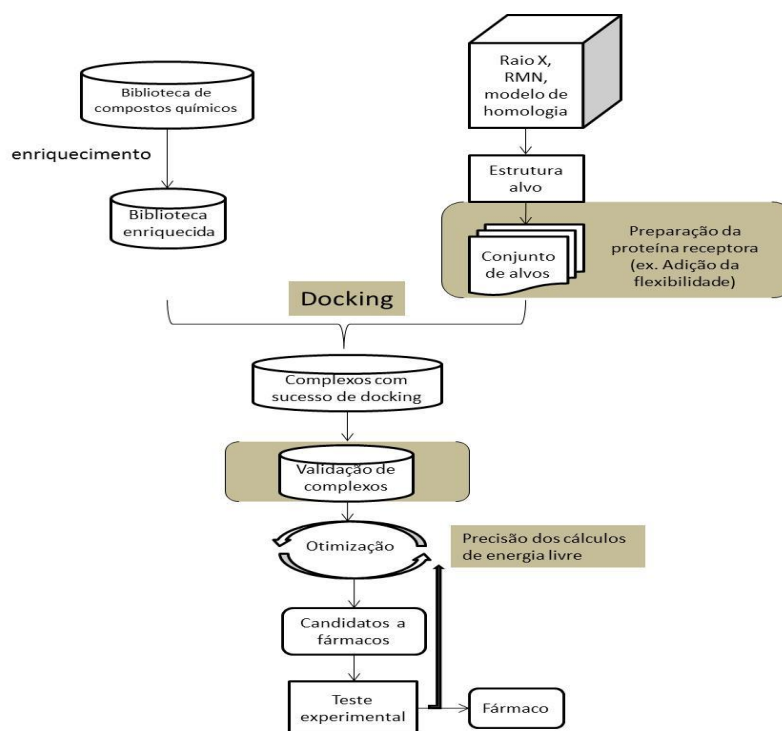 Biblioteca de
compostos químicos
enriquecimento
Biblioteca
enriquecida
Raio X,
RMN,
modelo de
homologia
Estrutura
alvo
Conjunto
de alvos
Preparação da
proteína receptora
(ex. Adição da
flexibilidade)
Docking
Complexos com
sucesso de docking
Validação de
complexos
Otimização
Precisão dos cálculos
de energia livre
Candidatos a
fármacos
Teste
experimental
Fármaco